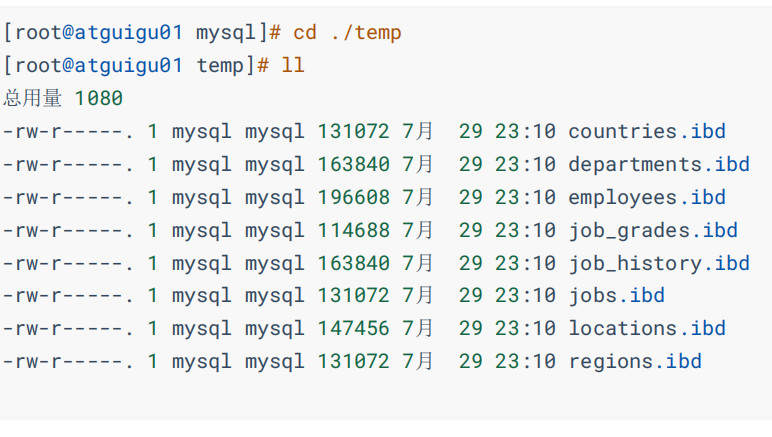 [root@atguigu01 mysql]# cd ./temp
[root@atguigu01 temp]# ll
总用量 1080
-rw-r-----. 1 mysql mysql 131072 7月  29 23:10 countries.ibd
-rw-r-----. 1 mysql mysql 163840 7月  29 23:10 departments.ibd
-rw-r-----. 1 mysql mysql 196608 7月  29 23:10 employees.ibd
-rw-r-----. 1 mysql mysql 114688 7月  29 23:10 job_grades.ibd
-rw-r-----. 1 mysql mysql 163840 7月  29 23:10 job_history.ibd
-rw-r-----. 1 mysql mysql 131072 7月  29 23:10 jobs.ibd
-rw-r-----. 1 mysql mysql 147456 7月  29 23:10 locations.ibd
-rw-r-----. 1 mysql mysql 131072 7月  29 23:10 regions.ibd